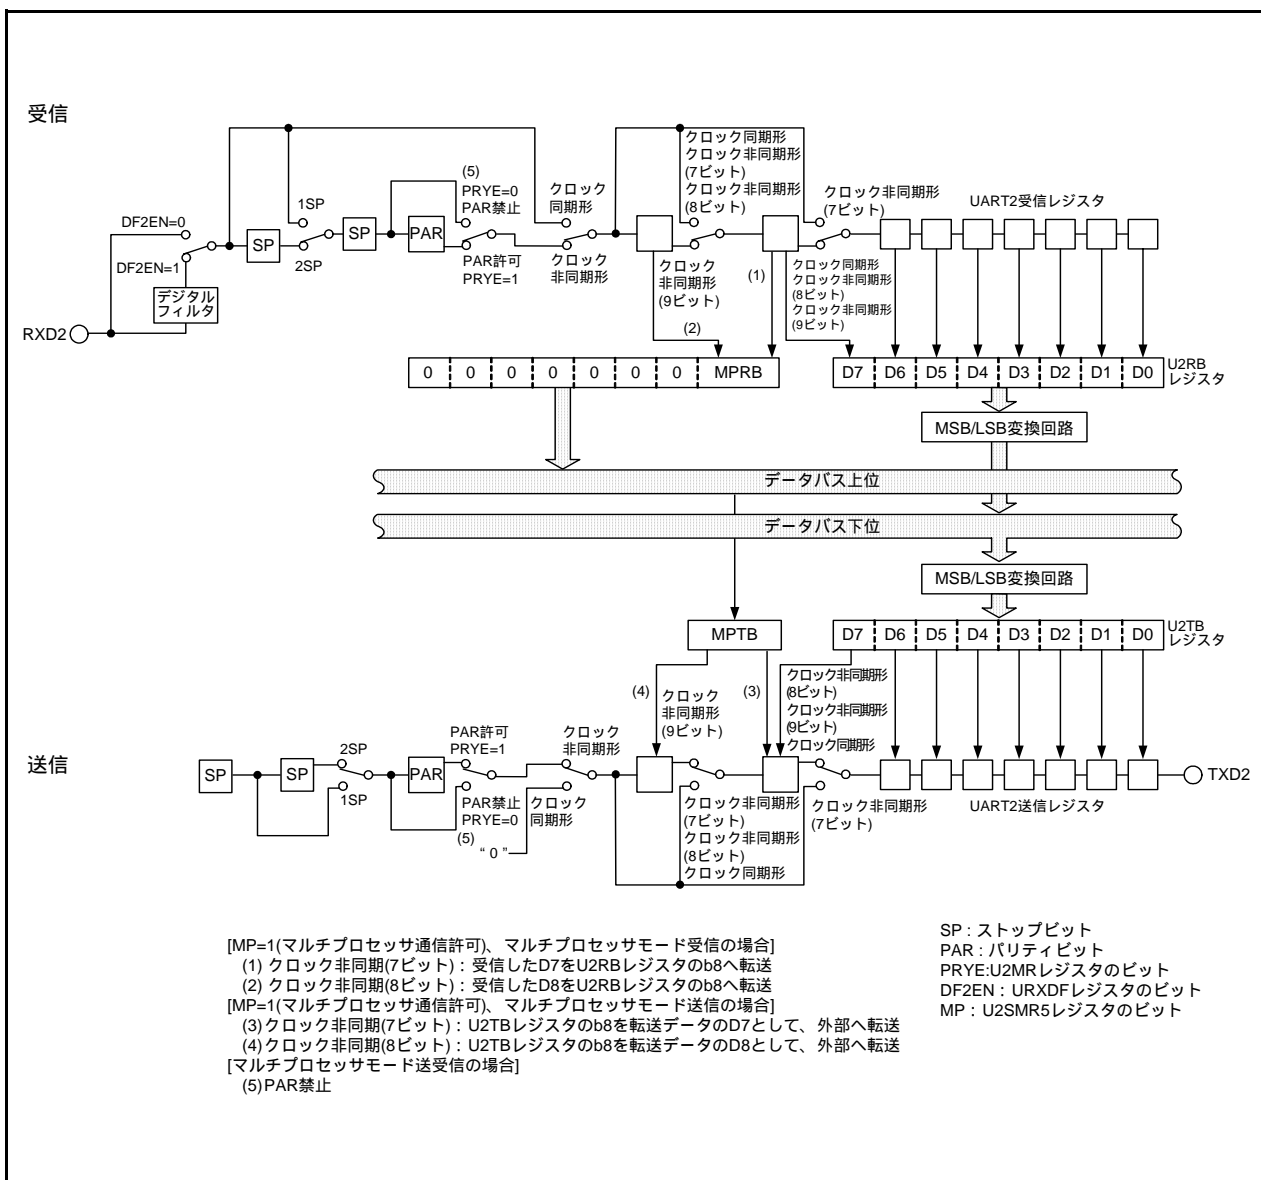 受信
DF2EN=0
DF2EN=1
デジタル
フィルタ
RXD2
SP
1SP
2SP
SP
(5)
PRYE=0
PAR禁止
PAR
PAR許可
PRYE=1
クロック
同期形
クロック
非同期形
クロック同期形
クロック非同期形
(7ビット)
クロック非同期形
(8ビット)
クロック
非同期形
(9ビット)
(2)
(1)
クロック非同期形
(7ビット)
クロック同期形
クロック非同期形
(8ビット)
クロック非同期形
(9ビット)
UART2受信レジスタ
0 0 0 0 0 0 0 MPRB
D7 D6 D5 D4 D3 D2 D1 D0
U2RB
レジスタ
MSB/LSB変換回路
データバス上位
データバス下位
MSB/LSB変換回路
MPTB
D7 D6 D5 D4 D3 D2 D1 D0
U2TB
レジスタ
送信
SP
SP
2SP
1SP
PAR
PAR許可
PRYE=1
PAR禁止
PRYE=0
(5)
クロック
非同期形
クロック
同期形
“ 0 ”
(4)
クロック
非同期形
(9ビット)
(3)
クロック非同期形
(8ビット)
クロック非同期形
(9ビット)
クロック同期形
クロック非同期形
(7ビット)
クロック非同期形
(8ビット)
クロック同期形
クロック非同期形
(7ビット)
UART2送信レジスタ
TXD2
[MP=1(マルチプロセッサ通信許可)、マルチプロセッサモード受信の場合]
(1) クロック非同期(7ビット) : 受信したD7をU2RBレジスタのb8へ転送
(2) クロック非同期(8ビット) : 受信したD8をU2RBレジスタのb8へ転送
[MP=1(マルチプロセッサ通信許可)、マルチプロセッサモード送信の場合]
(3)クロック非同期(7ビット) : U2TBレジスタのb8を転送データのD7として、外部へ転送
(4)クロック非同期(8ビット) : U2TBレジスタのb8を転送データのD8として、外部へ転送
[マルチプロセッサモード送受信の場合]
(5)PAR禁止
SP : ストップビット
PAR : パリティビット
PRYE:U2MRレジスタのビット
DF2EN : URXDFレジスタのビット
MP : U2SMR5レジスタのビット